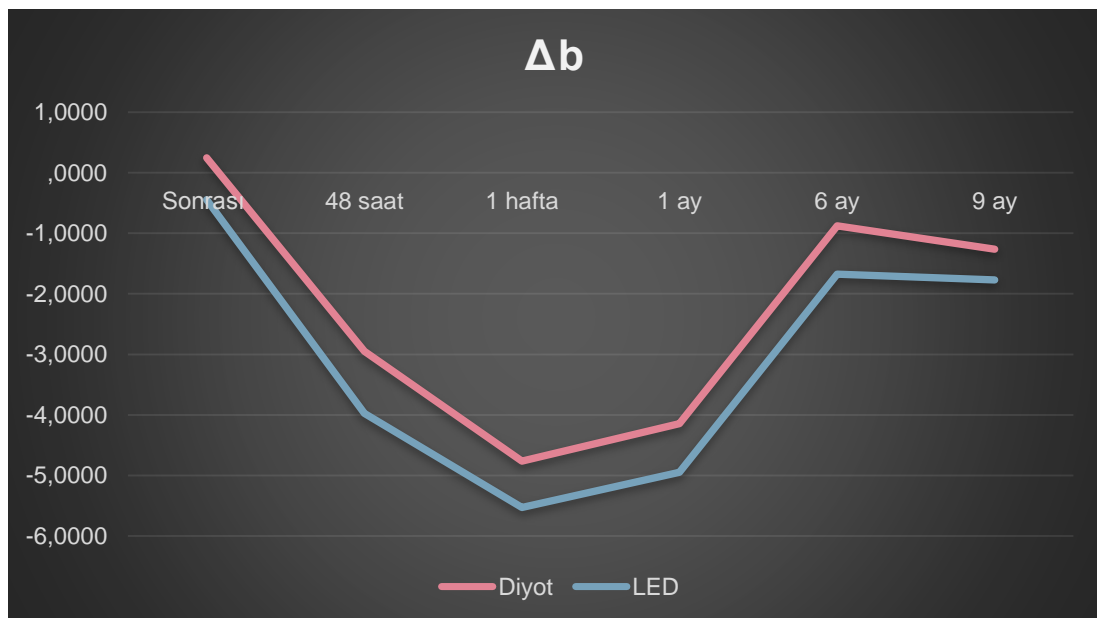 Δb
1,0000
,0000
Sonrası 48 saat 1 hafta 1 ay 6 ay 9 ay
-1,0000
-2,0000
-3,0000
-4,0000
-5,0000
-6,0000
Diyot LED